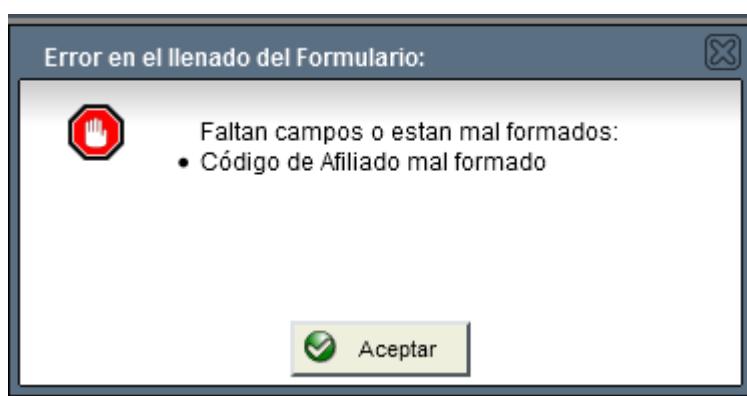 Error en el llenado del Formulario:
Faltan campos o estan mal formados:
• Código de Afiliado mal formado
Aceptar